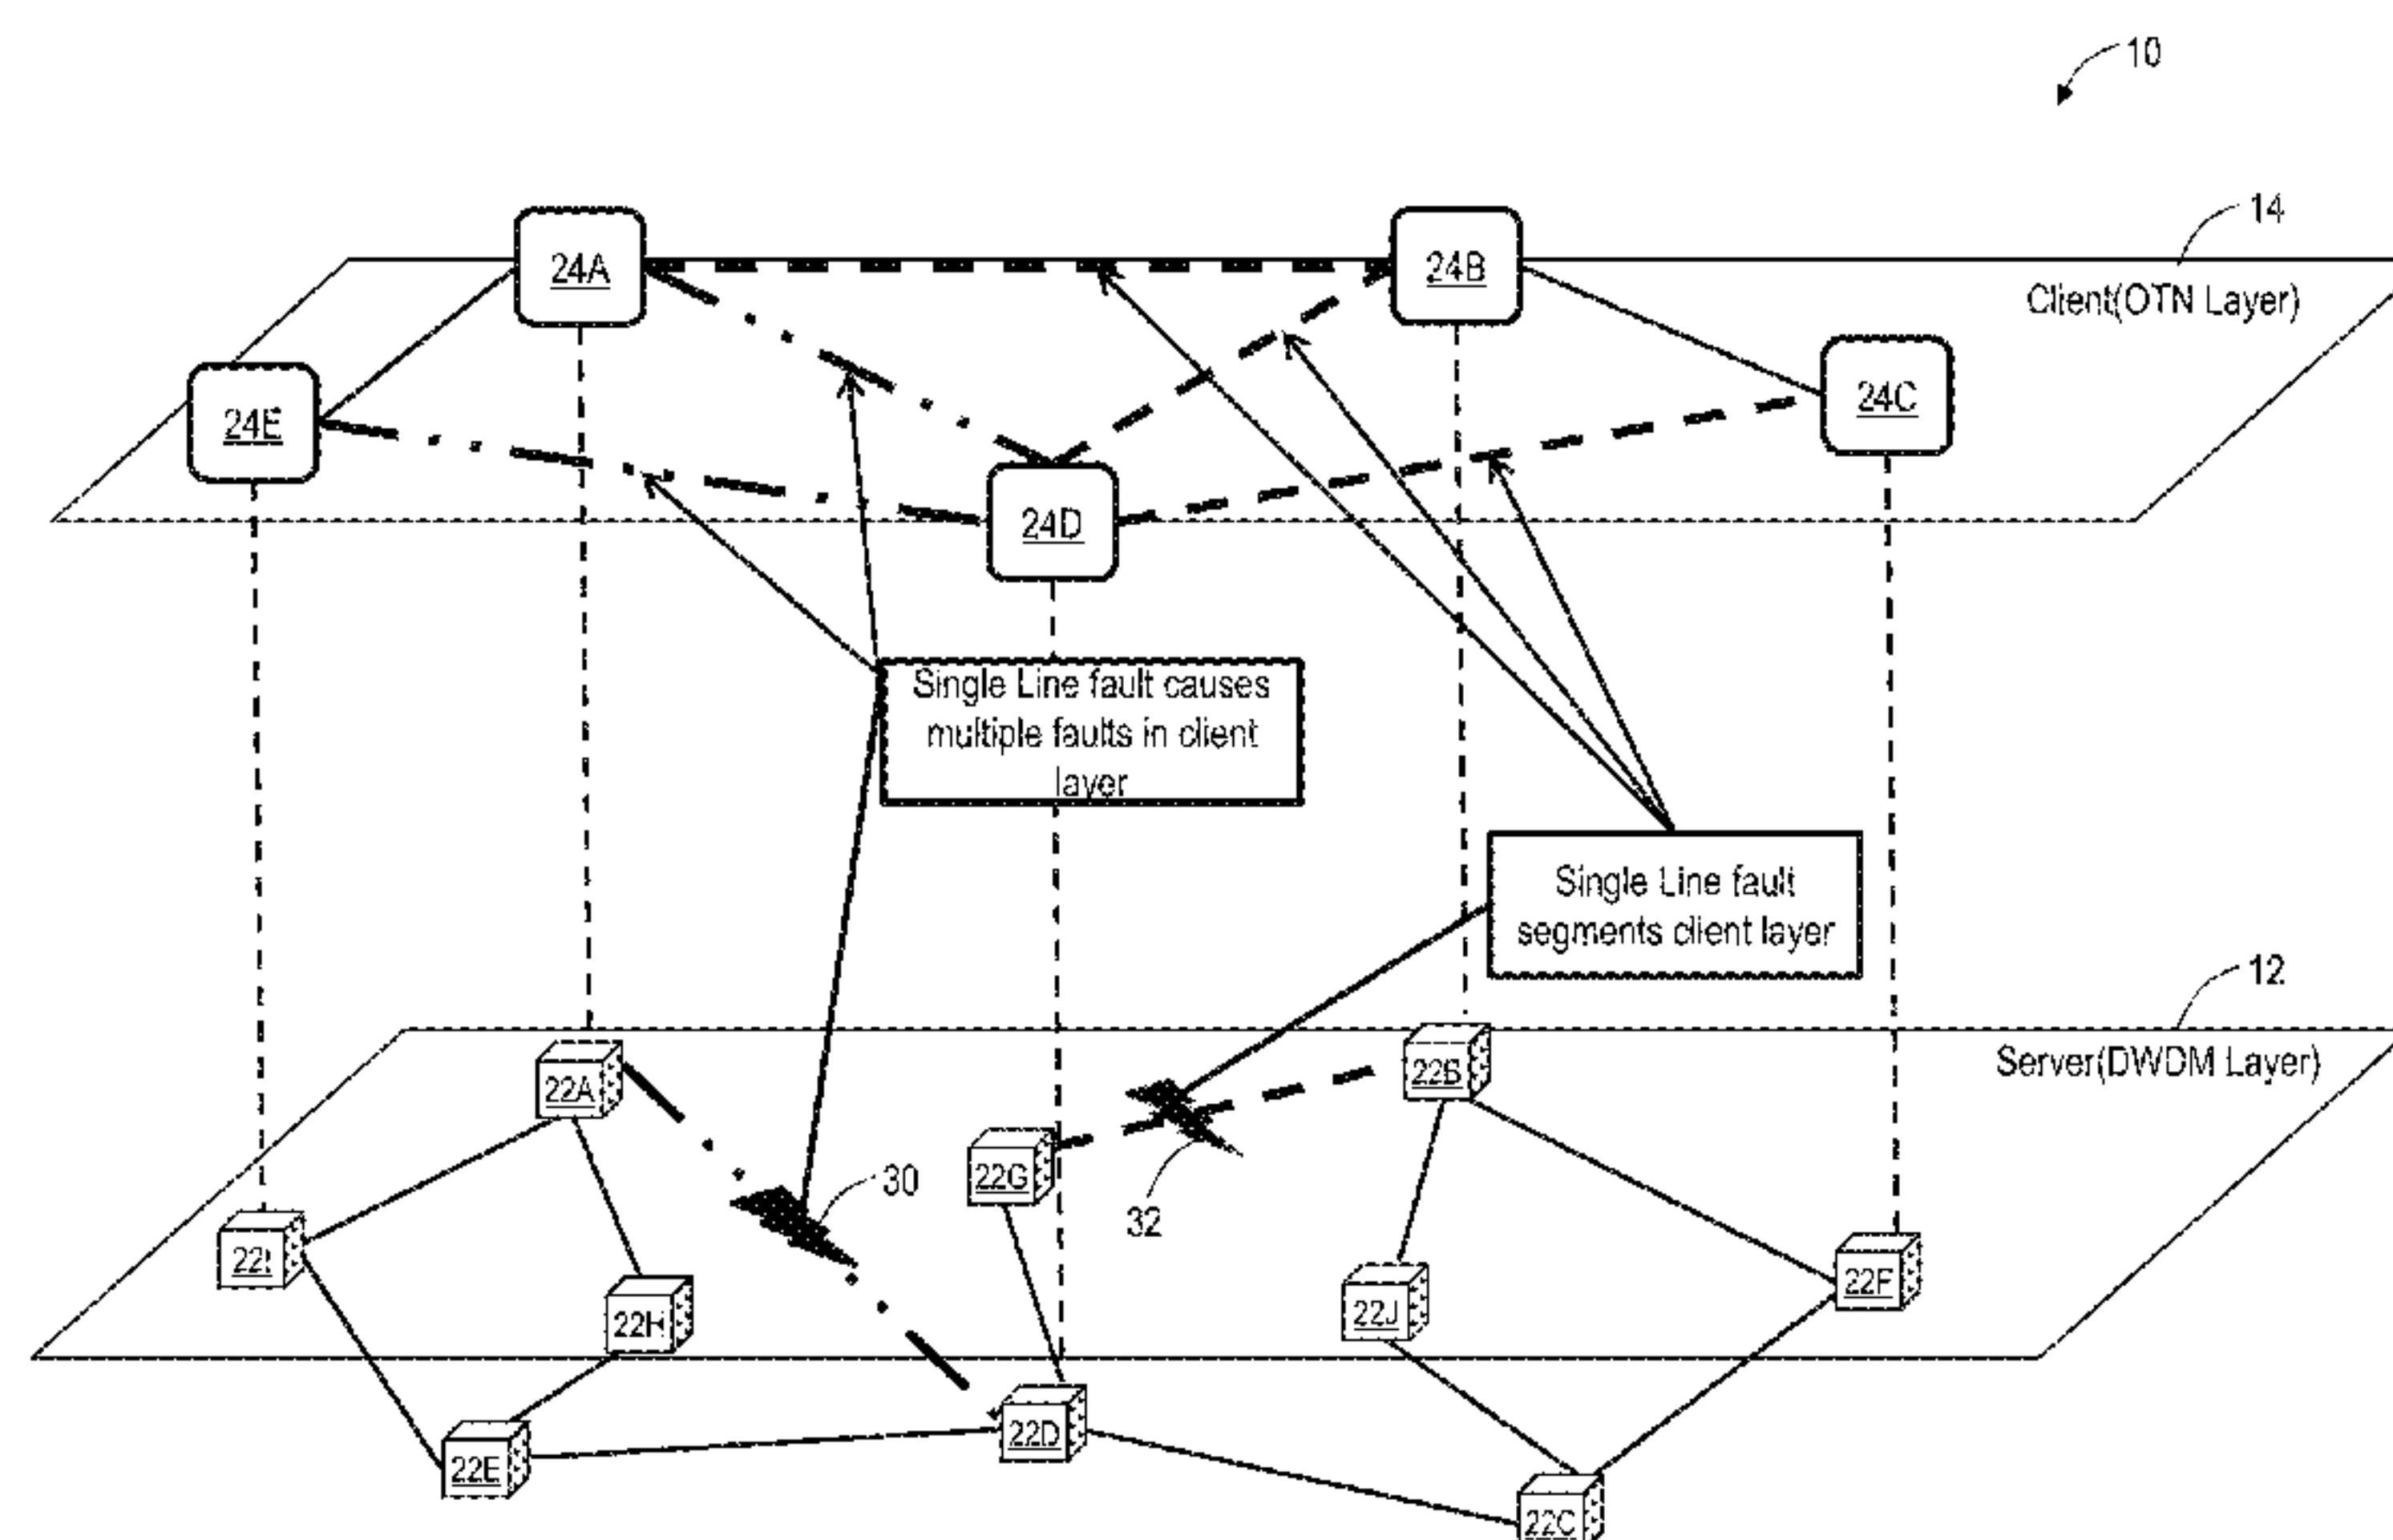 10
14
24A
24B
Client(OTN Layer)
24E
24C
24D
Single Line fault causes
multiple faults in client
layer
Single Line fault
segments client layer
12
22A
22B
Server(DWDM Layer)
22G
30
32
22I
22H
22J
22F
22E
22D
22C